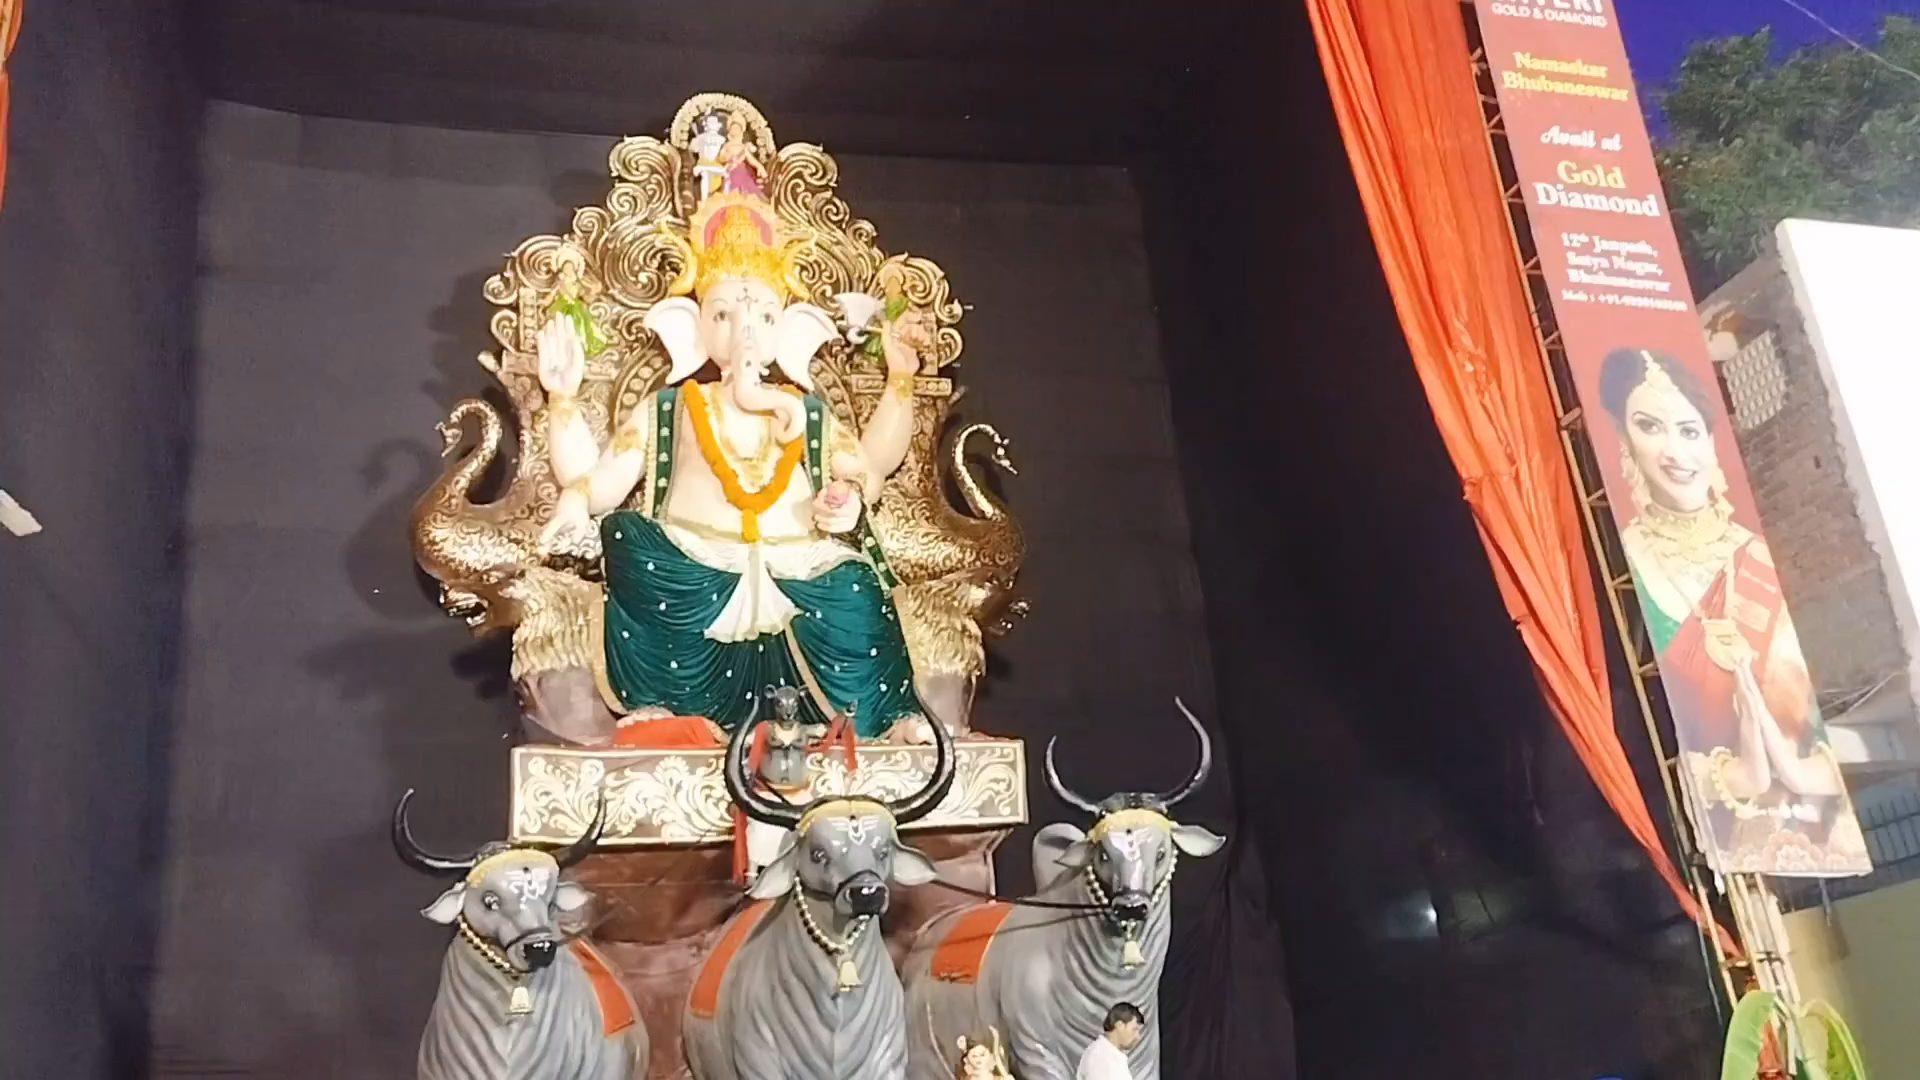 GOLD & DIAMOND
Namaskar
Bhubaneswar
Avail at
Gold
Diamond
12th Janpath,
Satya Nagar,
Bhubaneswar